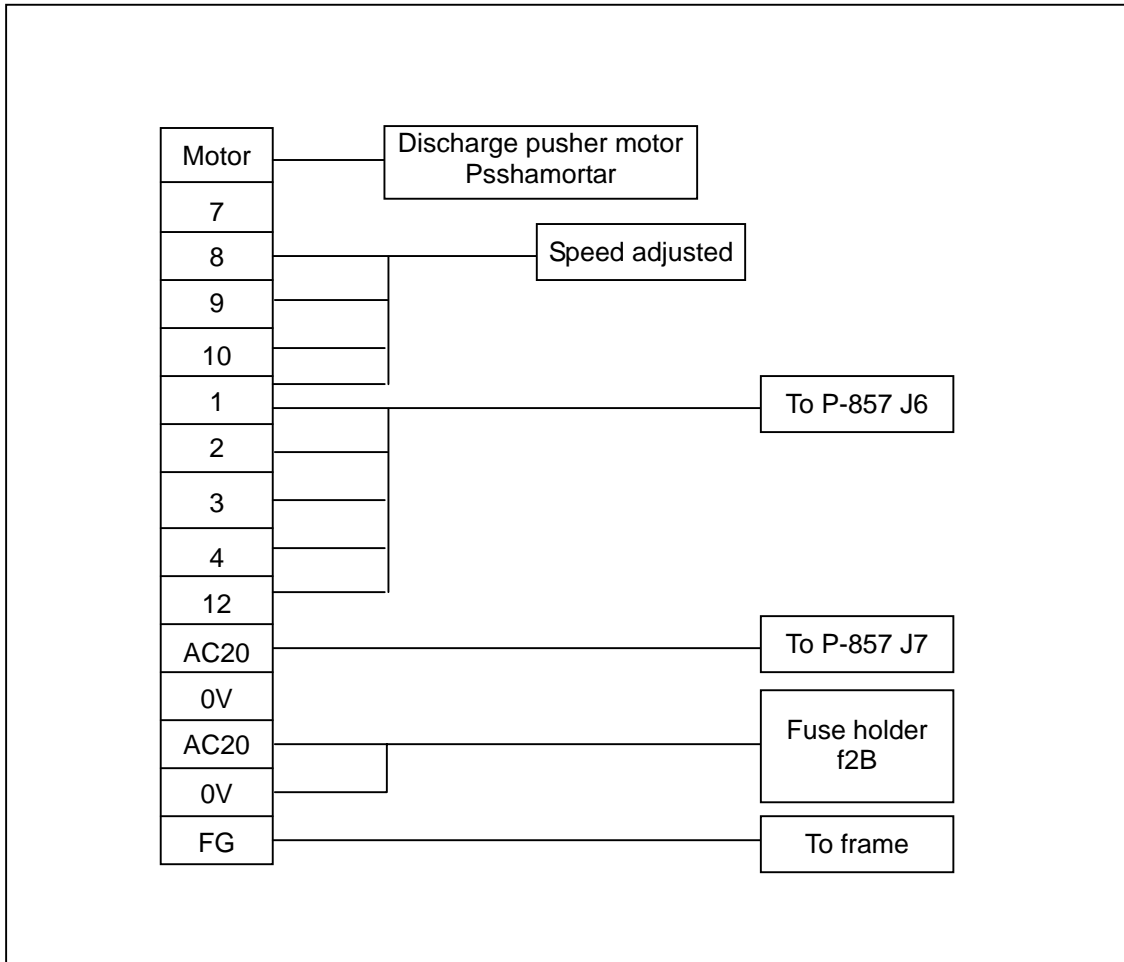 Motor
Discharge pusher motor
Psshamortar
7
8
Speed adjusted
9
10
1
To P-857 J6
2
3
4
12
AC20
To P-857 J7
0V
AC20
Fuse holder
f2B
0V
FG
To frame